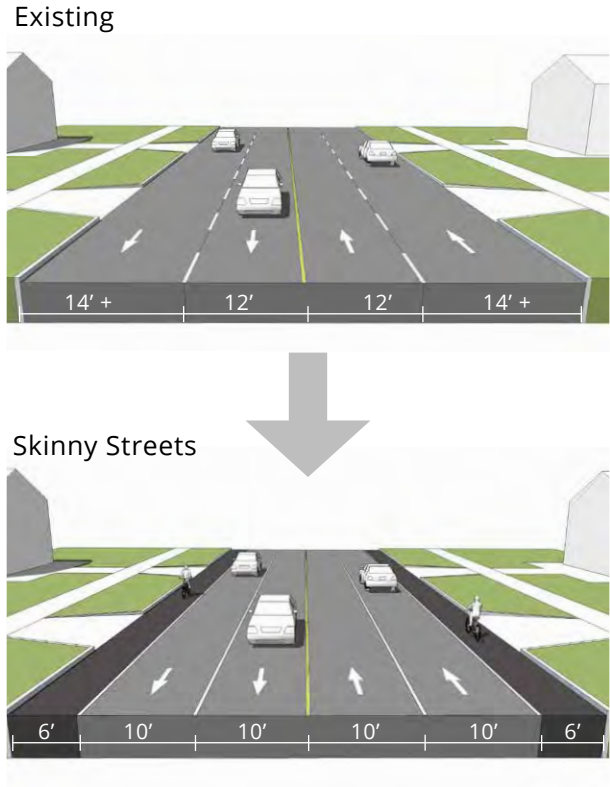 Existing
14’ + 12’ 12’ 14’ +
Skinny Streets
6’ 10’ 10’ 10’ 10’ 6’